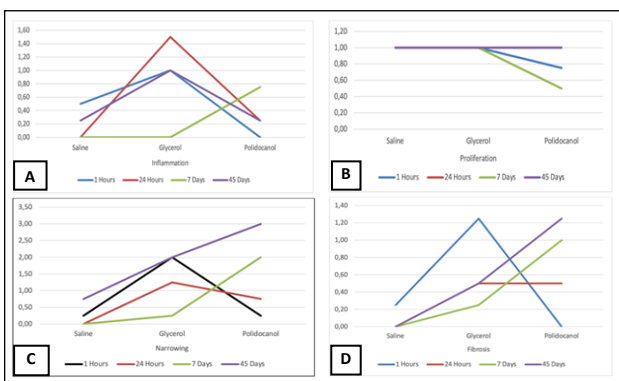 1,60
1,40
1,20
1,00
0,80
0,60
0,40
0,20
0,00
Saline Glycerol Polidocanol
Inflammation
1 Hours 24 Hours 7 Days 45 Days
A
1,20
1,00
0,80
0,60
0,40
0,20
0,00
Saline Glycerol Polidocanol
Proliferation
1 Hours 24 Hours 7 Days 45 Days
B
3,50
3,00
2,50
2,00
1,50
1,00
0,50
0,00
Saline Glycerol Polidocanol
Narrowing
1 Hours 24 Hours 7 Days 45 Days
C
1,40
1,20
1,00
0,80
0,60
0,40
0,20
0,00
Saline Glycerol Polidocanol
Fibrosis
1 Hours 24 Hours 7 Days 45 Days
D